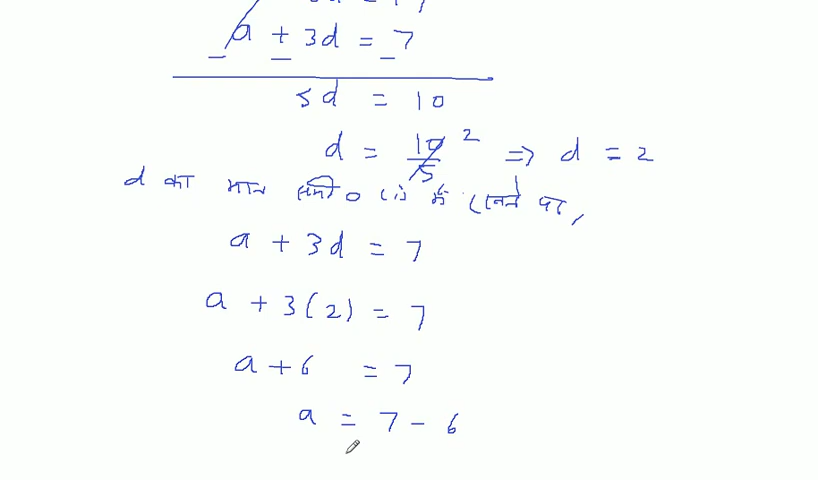 a + 3d = 7
5d = 10
d = 10/5 2 => d = 2
d का मान समी० (i) में रखने पर,
a + 3d = 7
a + 3(2) = 7
a + 6 = 7
a = 7 - 6